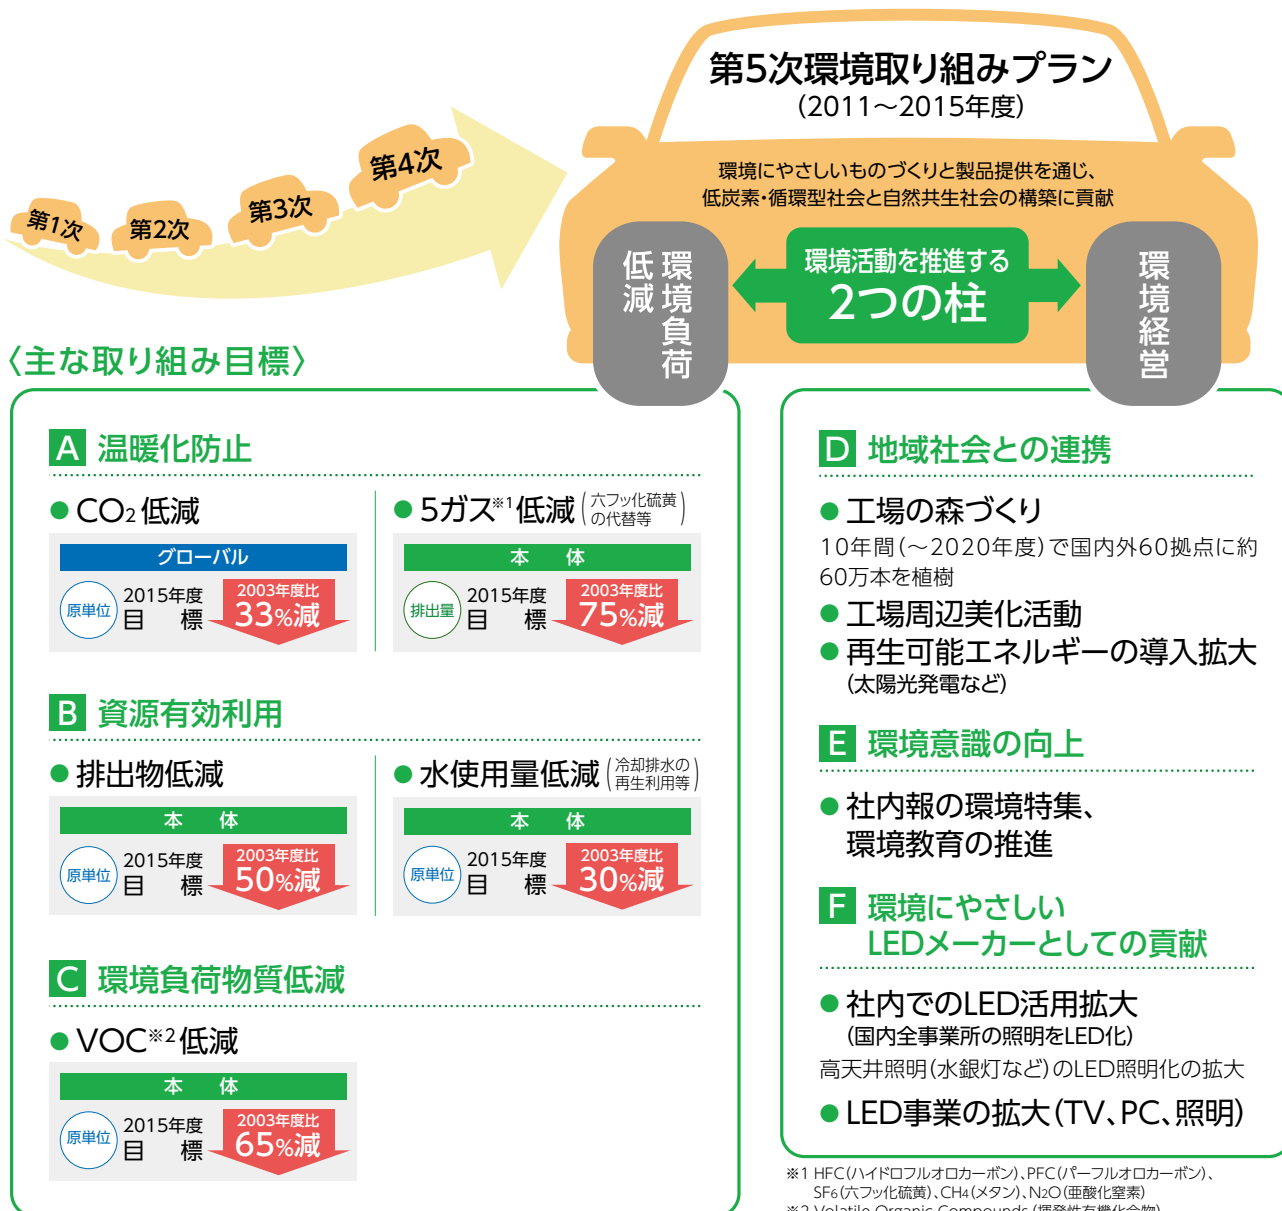 第5次環境取り組みプラン
(2011～2015年度)
環境にやさしいものづくりと製品提供を通じ、
低炭素・循環型社会と自然共生社会の構築に貢献
第1次
第2次
第3次
第4次
環境負荷
低減
環境活動を推進する
2つの柱
環境経営
〈主な取り組み目標〉
A 温暖化防止
● CO2 低減
グローバル
原単位
2015年度
目 標
2003年度比
33%減
● 5ガス※1低減(六フッ化硫黄
の代替等)
本 体
排出量
2015年度
目 標
2003年度比
75%減
B 資源有効利用
● 排出物低減
本 体
原単位
2015年度
目 標
2003年度比
50%減
● 水使用量低減(冷却排水の
再生利用等)
本 体
原単位
2015年度
目 標
2003年度比
30%減
C 環境負荷物質低減
● VOC※2低減
本 体
原単位
2015年度
目 標
2003年度比
65%減
D 地域社会との連携
● 工場の森づくり
10年間(～2020年度)で国内外60拠点に約
60万本を植樹
● 工場周辺美化活動
● 再生可能エネルギーの導入拡大
(太陽光発電など)
E 環境意識の向上
● 社内報の環境特集、
環境教育の推進
F 環境にやさしい
LEDメーカーとしての貢献
● 社内でのLED活用拡大
(国内全事業所の照明をLED化)
高天井照明(水銀灯など)のLED照明化の拡大
● LED事業の拡大(TV、PC、照明)
※1 HFC(ハイドロフルオロカーボン)、PFC(パーフルオロカーボン)、
SF6(六フッ化硫黄)、CH4(メタン)、N2O(亜酸化窒素)
※2 Volatile Organic Compounds (揮発性有機化合物)